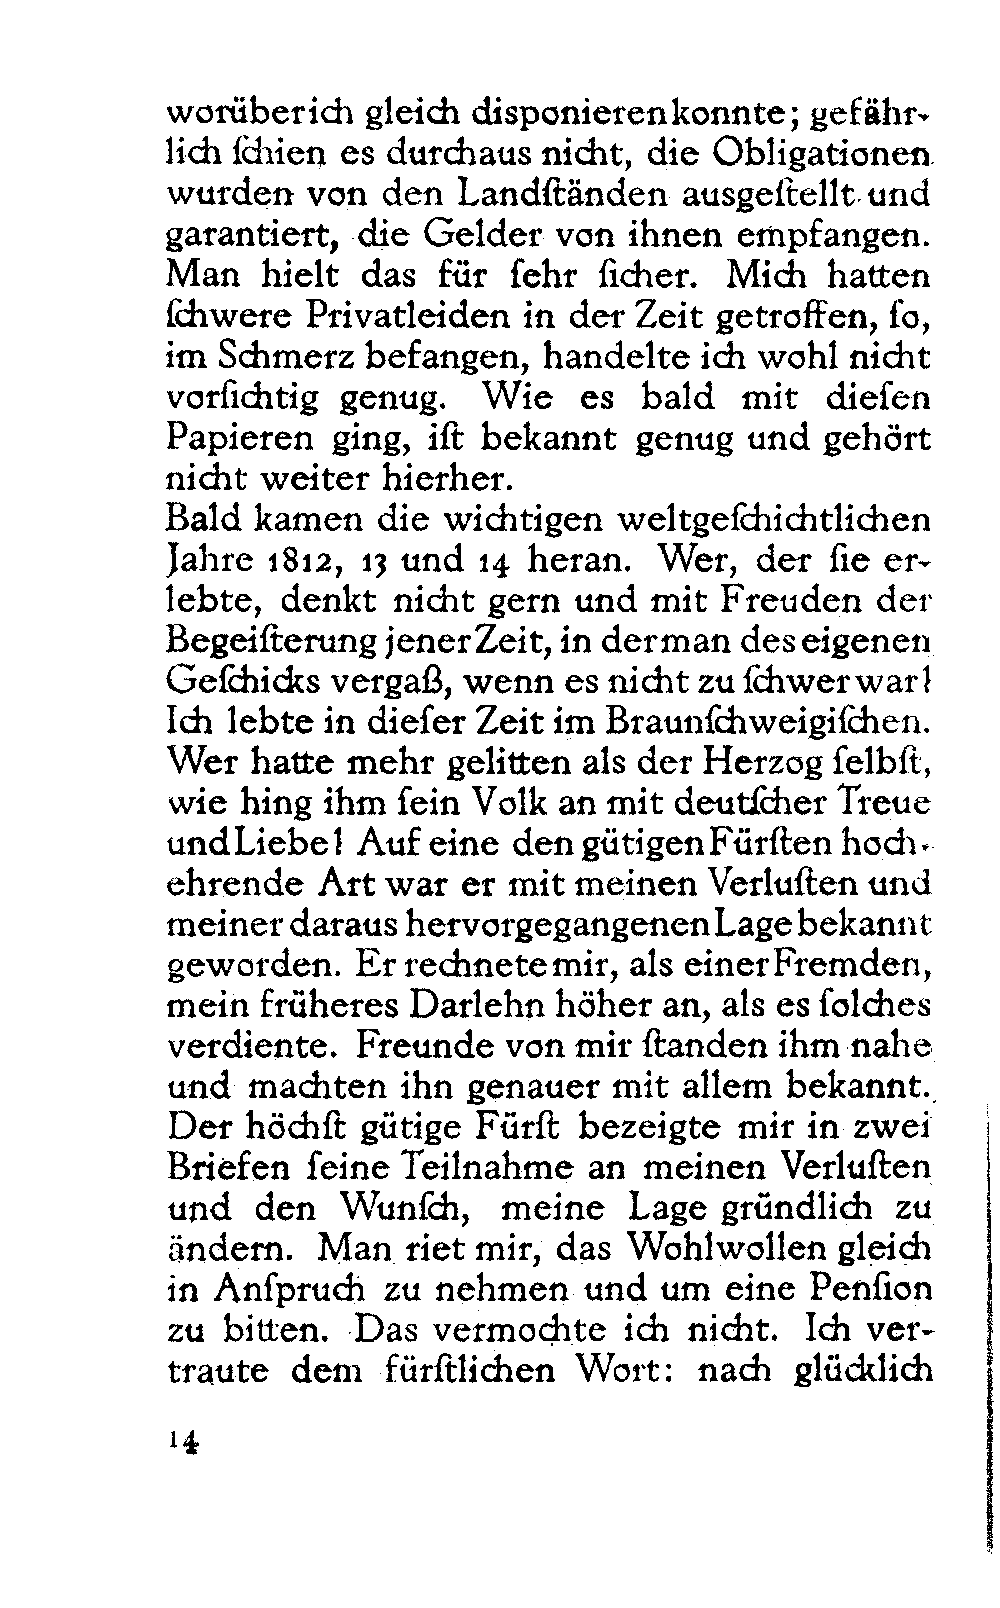 worüber ich gleich disponieren konnte; gefähr-
lich ſchien es durchaus nicht, die Obligationen
wurden von den Landſtänden ausgeſtellt und
garantiert, die Gelder von ihnen empfangen.
Man hielt das für ſehr ſicher. Mich hatten
ſchwere Privatleiden in der Zeit getroffen, ſo,
im Schmerz befangen, handelte ich wohl nicht
vorſichtig genug. Wie es bald mit dieſen
Papieren ging, iſt bekannt genug und gehört
nicht weiter hierher.
Bald kamen die wichtigen weltgeſchichtlichen
Jahre 1812, 13 und 14 heran. Wer, der ſie er-
lebte, denkt nicht gern und mit Freuden der
Begeiſterung jener Zeit, in der man des eigenen
Geſchicks vergaß, wenn es nicht zu ſchwer war!
Ich lebte in dieſer Zeit im Braunſchweigiſchen.
Wer hatte mehr gelitten als der Herzog ſelbſt,
wie hing ihm ſein Volk an mit deutſcher Treue
und Liebe! Auf eine den gütigen Fürſten hoch-
ehrende Art war er mit meinen Verluſten und
meiner daraus hervorgegangenen Lage bekannt
geworden. Er rechnete mir, als einer Fremden,
mein früheres Darlehn höher an, als es ſolches
verdiente. Freunde von mir ſtanden ihm nahe
und machten ihn genauer mit allem bekannt.
Der höchſt gütige Fürſt bezeigte mir in zwei
Briefen ſeine Teilnahme an meinen Verluſten
und den Wunſch, meine Lage gründlich zu
ändern. Man riet mir, das Wohlwollen gleich
in Anſpruch zu nehmen und um eine Penſion
zu bitten. Das vermochte ich nicht. Ich ver-
traute dem fürſtlichen Wort: nach glücklich
14